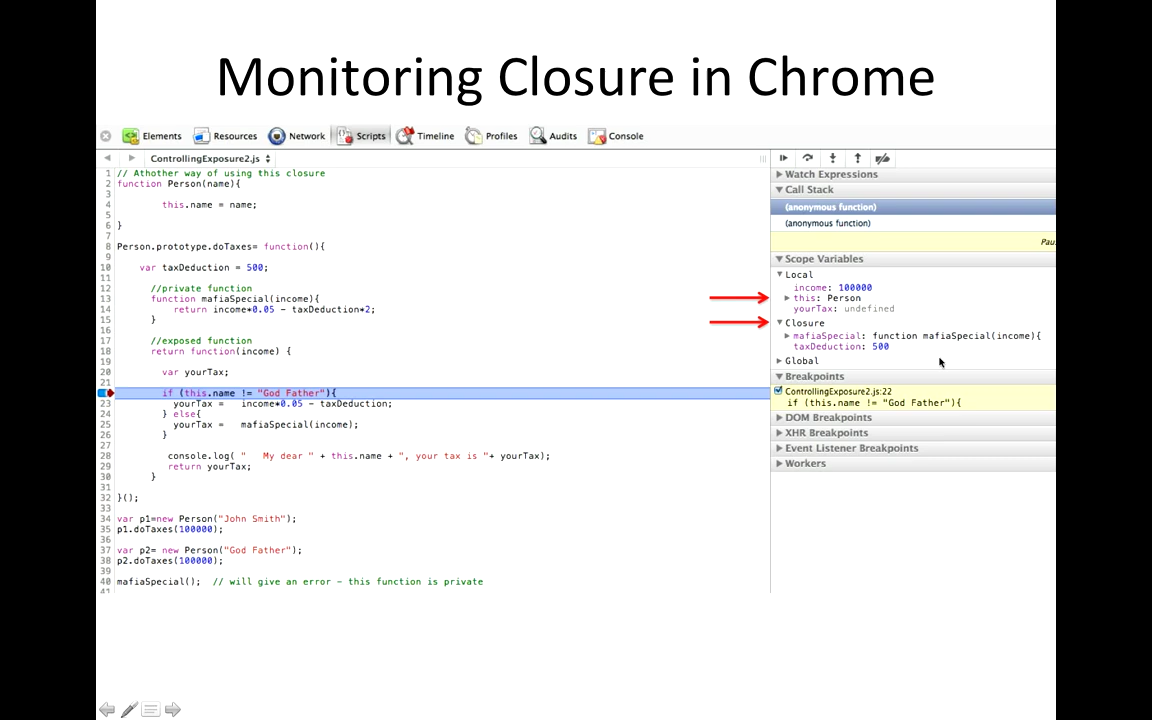 Monitoring Closure in Chrome
Elements Resources Network Scripts Timeline Profiles Audits Console
ControllingExposure2.js
1 // Athother way of using this closure
2 function Person(name){
3
4 this.name = name;
5
6 }
7
8 Person.prototype.doTaxes= function(){
9
10 var taxDeduction = 500;
11
12 //private function
13 function mafiaSpecial(income){
14 return income*0.05 - taxDeduction*2;
15 }
16
17 //exposed function
18 return function(income) {
19
20 var yourTax;
21
if (this.name != "God Father"){
23 yourTax = income*0.05 - taxDeduction;
24 } else{
25 yourTax = mafiaSpecial(income);
26 }
27
28 console.log( " My dear " + this.name + ", your tax is "+ yourTax);
29 return yourTax;
30 }
31
32 }();
33
34 var p1=new Person("John Smith");
35 p1.doTaxes(100000);
36
37 var p2= new Person("God Father");
38 p2.doTaxes(100000);
39
40 mafiaSpecial(); // will give an error - this function is private
41
Watch Expressions
Call Stack
(anonymous function)
(anonymous function)
Pau
Scope Variables
Local
income: 100000
this: Person
yourTax: undefined
Closure
mafiaSpecial: function mafiaSpecial(income){
taxDeduction: 500
Global
Breakpoints
ControllingExposure2.js:22
if (this.name != "God Father"){
DOM Breakpoints
XHR Breakpoints
Event Listener Breakpoints
Workers